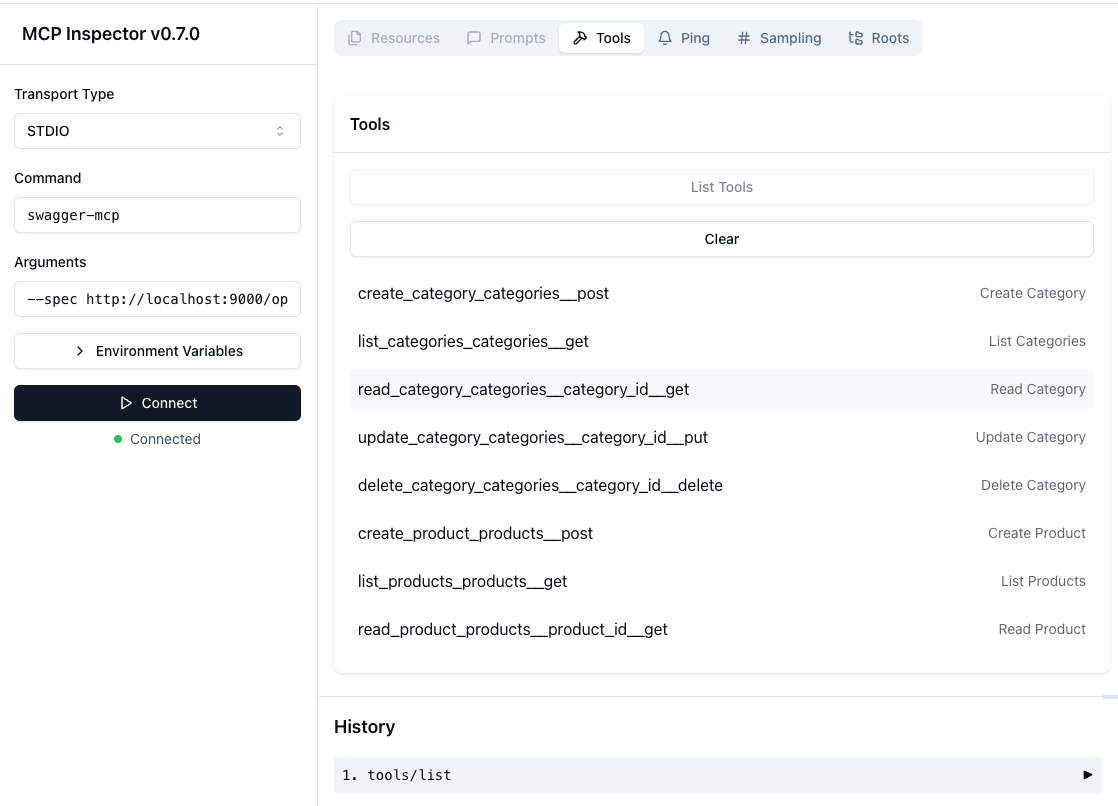 MCP Inspector v0.7.0
Transport Type
STDIO
Command
swagger-mcp
Arguments
--spec http://localhost:9000/op
Environment Variables
Connect
Connected
Resources Prompts Tools Ping Sampling Roots
Tools
List Tools
Clear
create_category_categories__post Create Category
list_categories_categories__get List Categories
read_category_categories__category_id__get Read Category
update_category_categories__category_id__put Update Category
delete_category_categories__category_id__delete Delete Category
create_product_products__post Create Product
list_products_products__get List Products
read_product_products__product_id__get Read Product
History
1. tools/list